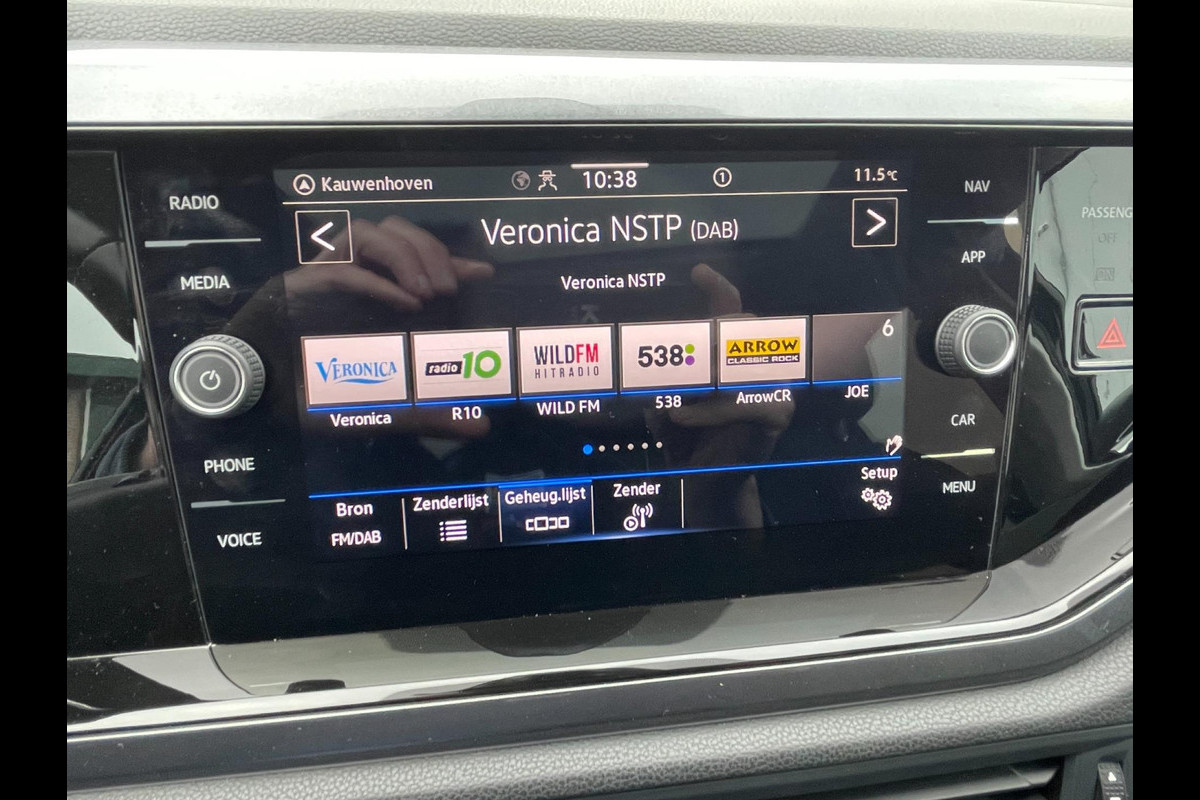 RADIO
MEDIA
PHONE
VOICE
Kauwenhoven
10:38
1
11.5°C
Veronica NSTP (DAB)
Veronica NSTP
VERONICA
radio 10
WILDFM
HITRADIO
538
ARROW
CLASSIC ROCK
6
Veronica
R10
WILD FM
538
ArrowCR
JOE
Bron
FM/DAB
Zenderlijst
Geheug.lijst
Zender
Setup
NAV
APP
CAR
MENU
PASSENG
OFF